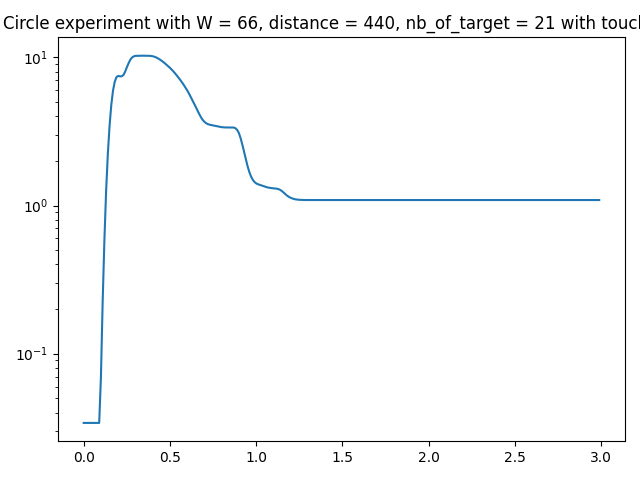 Circle experiment with W = 66, distance = 440, nb_of_target = 21 with touc
10¹
10⁰
10⁻¹
0.0 0.5 1.0 1.5 2.0 2.5 3.0